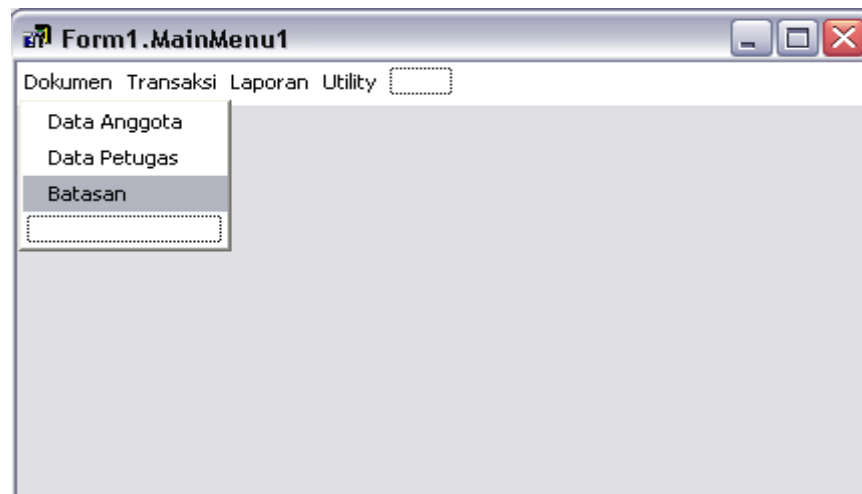 Form1.MainMenu1
Dokumen Transaksi Laporan Utility
Data Anggota
Data Petugas
Batasan